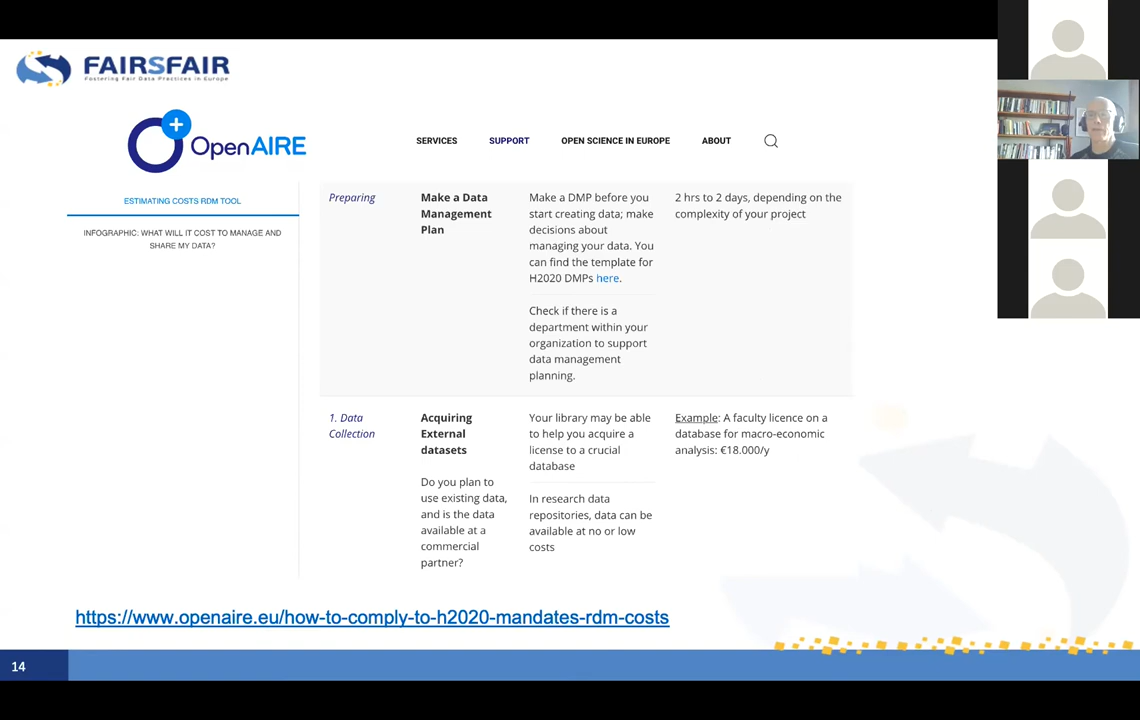 FAIRSFAIR
Fostering Fair Data Practices in Europe
OpenAIRE
SERVICES
SUPPORT
OPEN SCIENCE IN EUROPE
ABOUT
ESTIMATING COSTS RDM TOOL
INFOGRAPHIC: WHAT WILL IT COST TO MANAGE AND
SHARE MY DATA?
Preparing
Make a Data
Management
Plan
Make a DMP before you
start creating data; make
decisions about
managing your data. You
can find the template for
H2020 DMPs here.
Check if there is a
department within your
organization to support
data management
planning.
2 hrs to 2 days, depending on the
complexity of your project
1. Data
Collection
Acquiring
External
datasets
Do you plan to
use existing data,
and is the data
available at a
commercial
partner?
Your library may be able
to help you acquire a
license to a crucial
database
In research data
repositories, data can be
available at no or low
costs
Example: A faculty licence on a
database for macro-economic
analysis: €18.000/y
https://www.openaire.eu/how-to-comply-to-h2020-mandates-rdm-costs
14